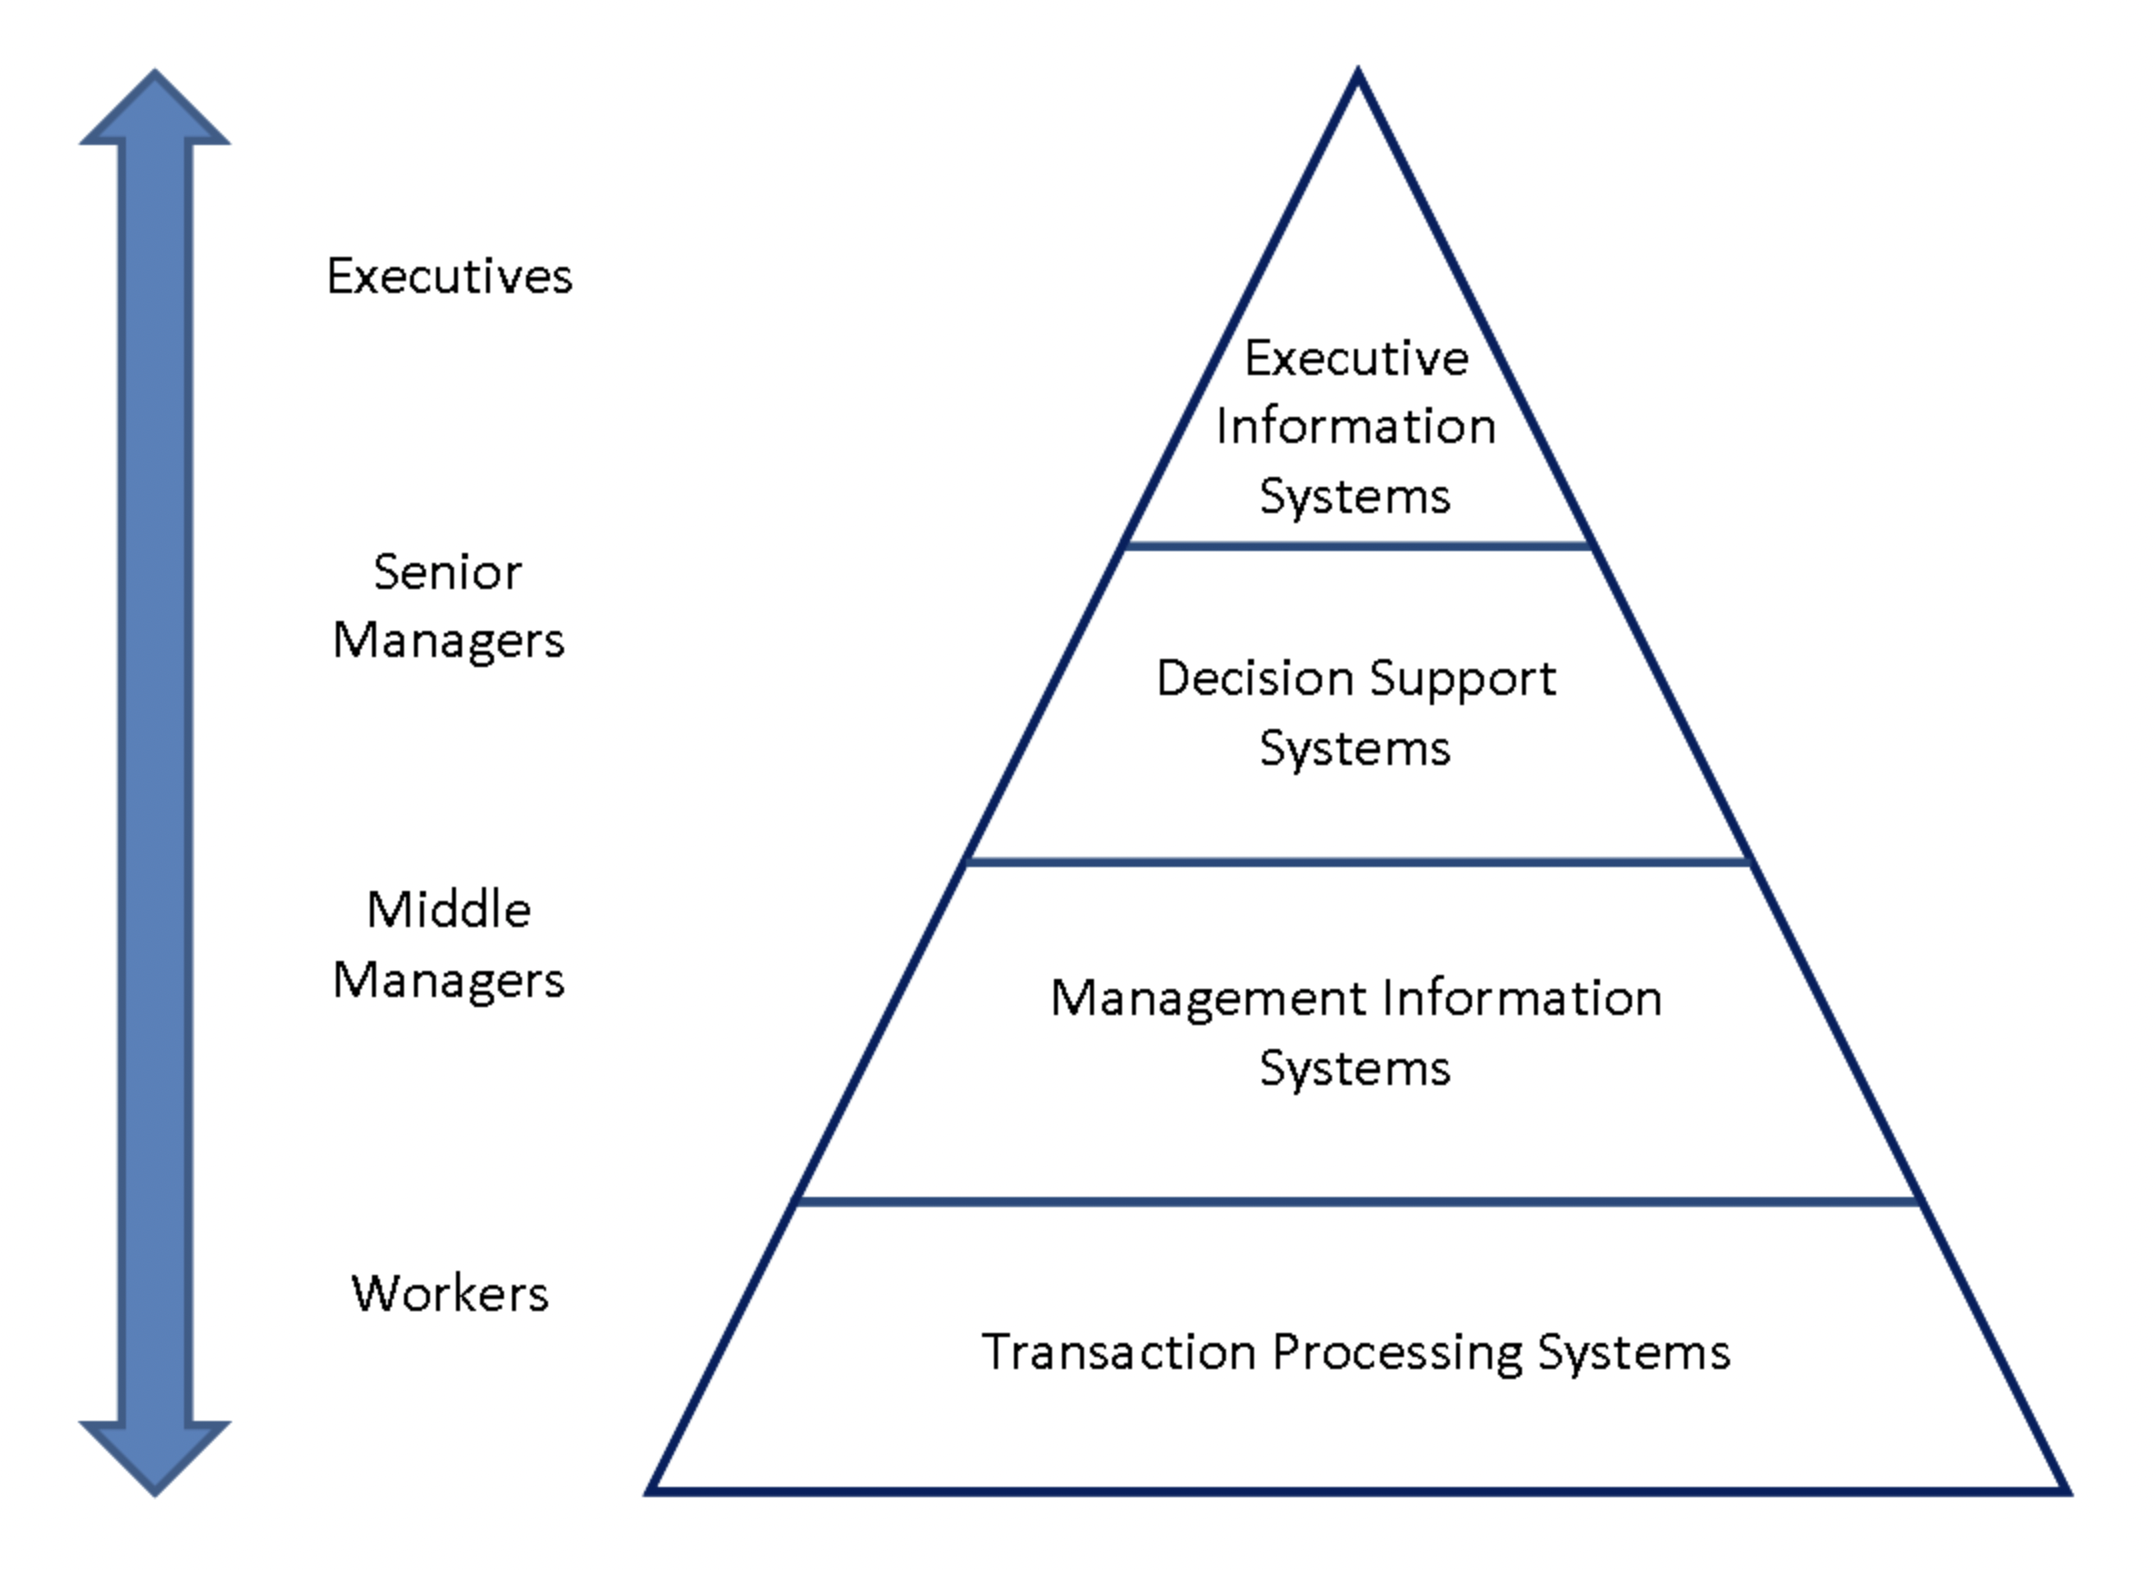 Executives
Senior
Managers
Middle
Managers
Workers
Executive
Information
Systems
Decision Support
Systems
Management Information
Systems
Transaction Processing Systems